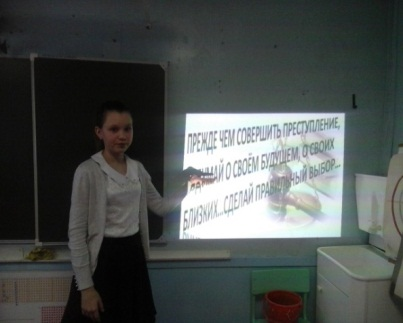 ПРЕЖДЕ ЧЕМ СОВЕРШИТЬ ПРЕСТУПЛЕНИЕ,
О СВОЁМ БУДУЩЕМ, О СВОИХ
БЛИЗКИХ...СДЕЛАЙ ПРАВИЛЬНЫЙ ВЫБОР...